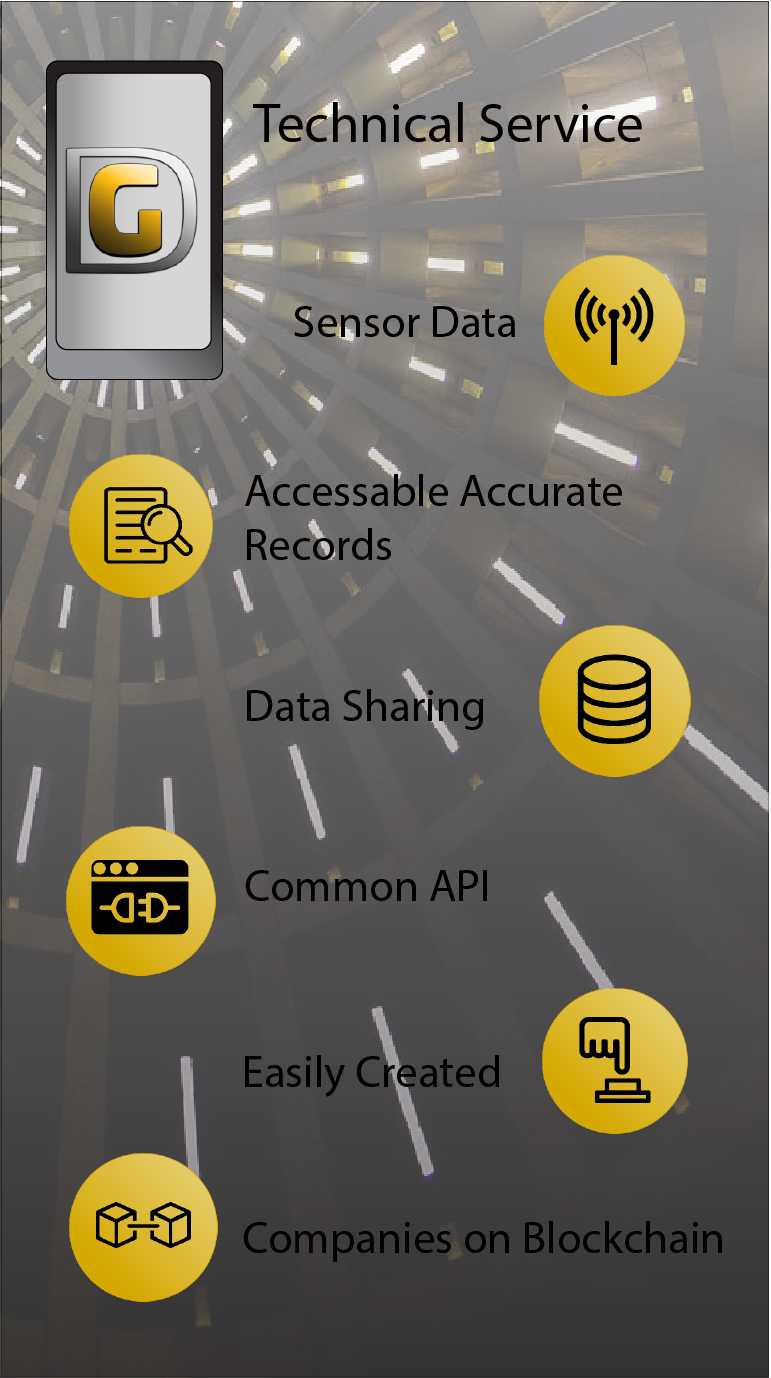 Technical Service
DG
Sensor Data
Accessable Accurate
Records
Data Sharing
Common API
Easily Created
Companies on Blockchain